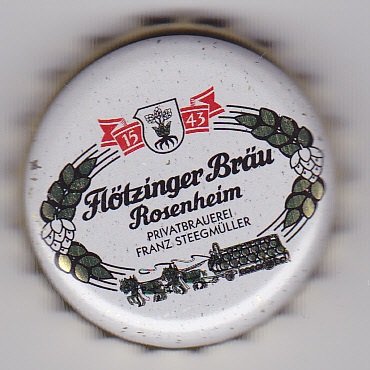 15 43
Flötzinger Bräu
Rosenheim
PRIVATBRAUEREI
FRANZ STEEGMÜLLER